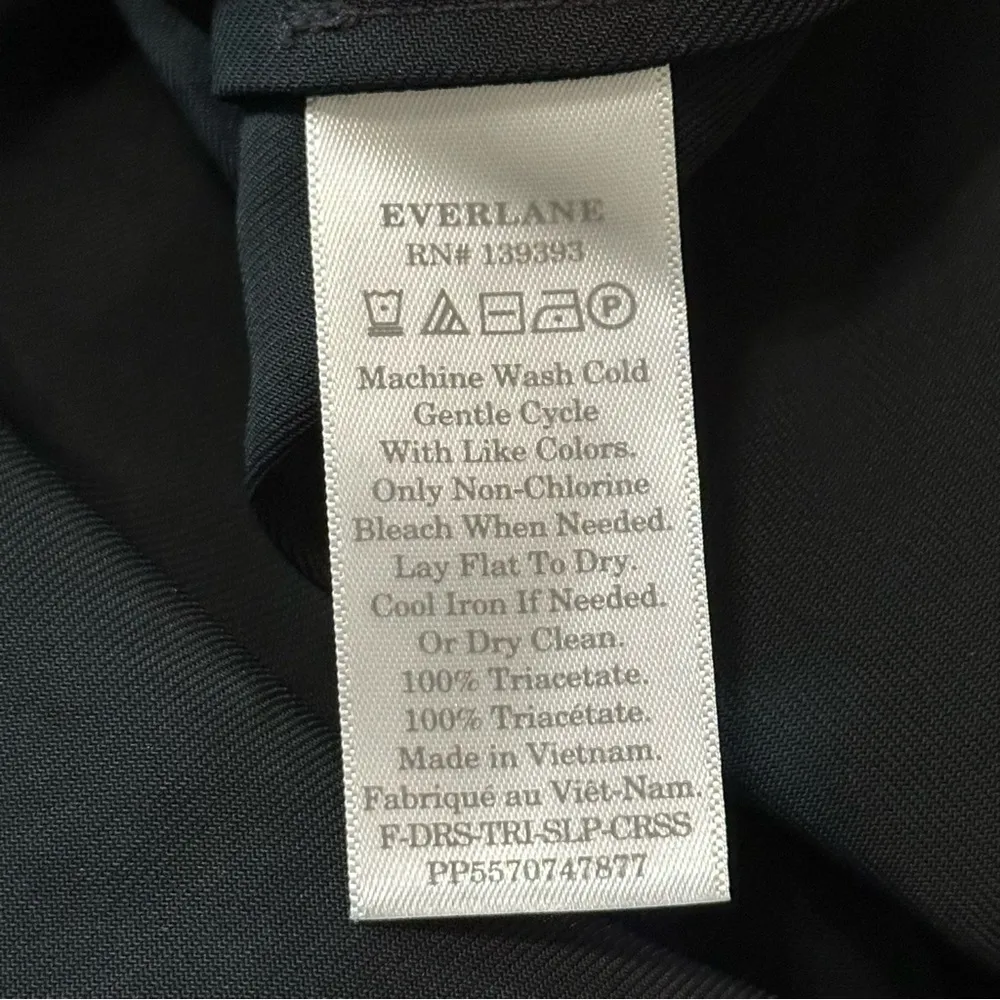 EVERLANE
RN# 139393
P
Machine Wash Cold
Gentle Cycle
With Like Colors.
Only Non-Chlorine
Bleach When Needed.
Lay Flat To Dry.
Cool Iron If Needed.
Or Dry Clean.
100% Triacetate.
100% Triacétate.
Made in Vietnam.
Fabriqué au Viêt-Nam.
F-DRS-TRI-SLP-CRSS
PP5570747877